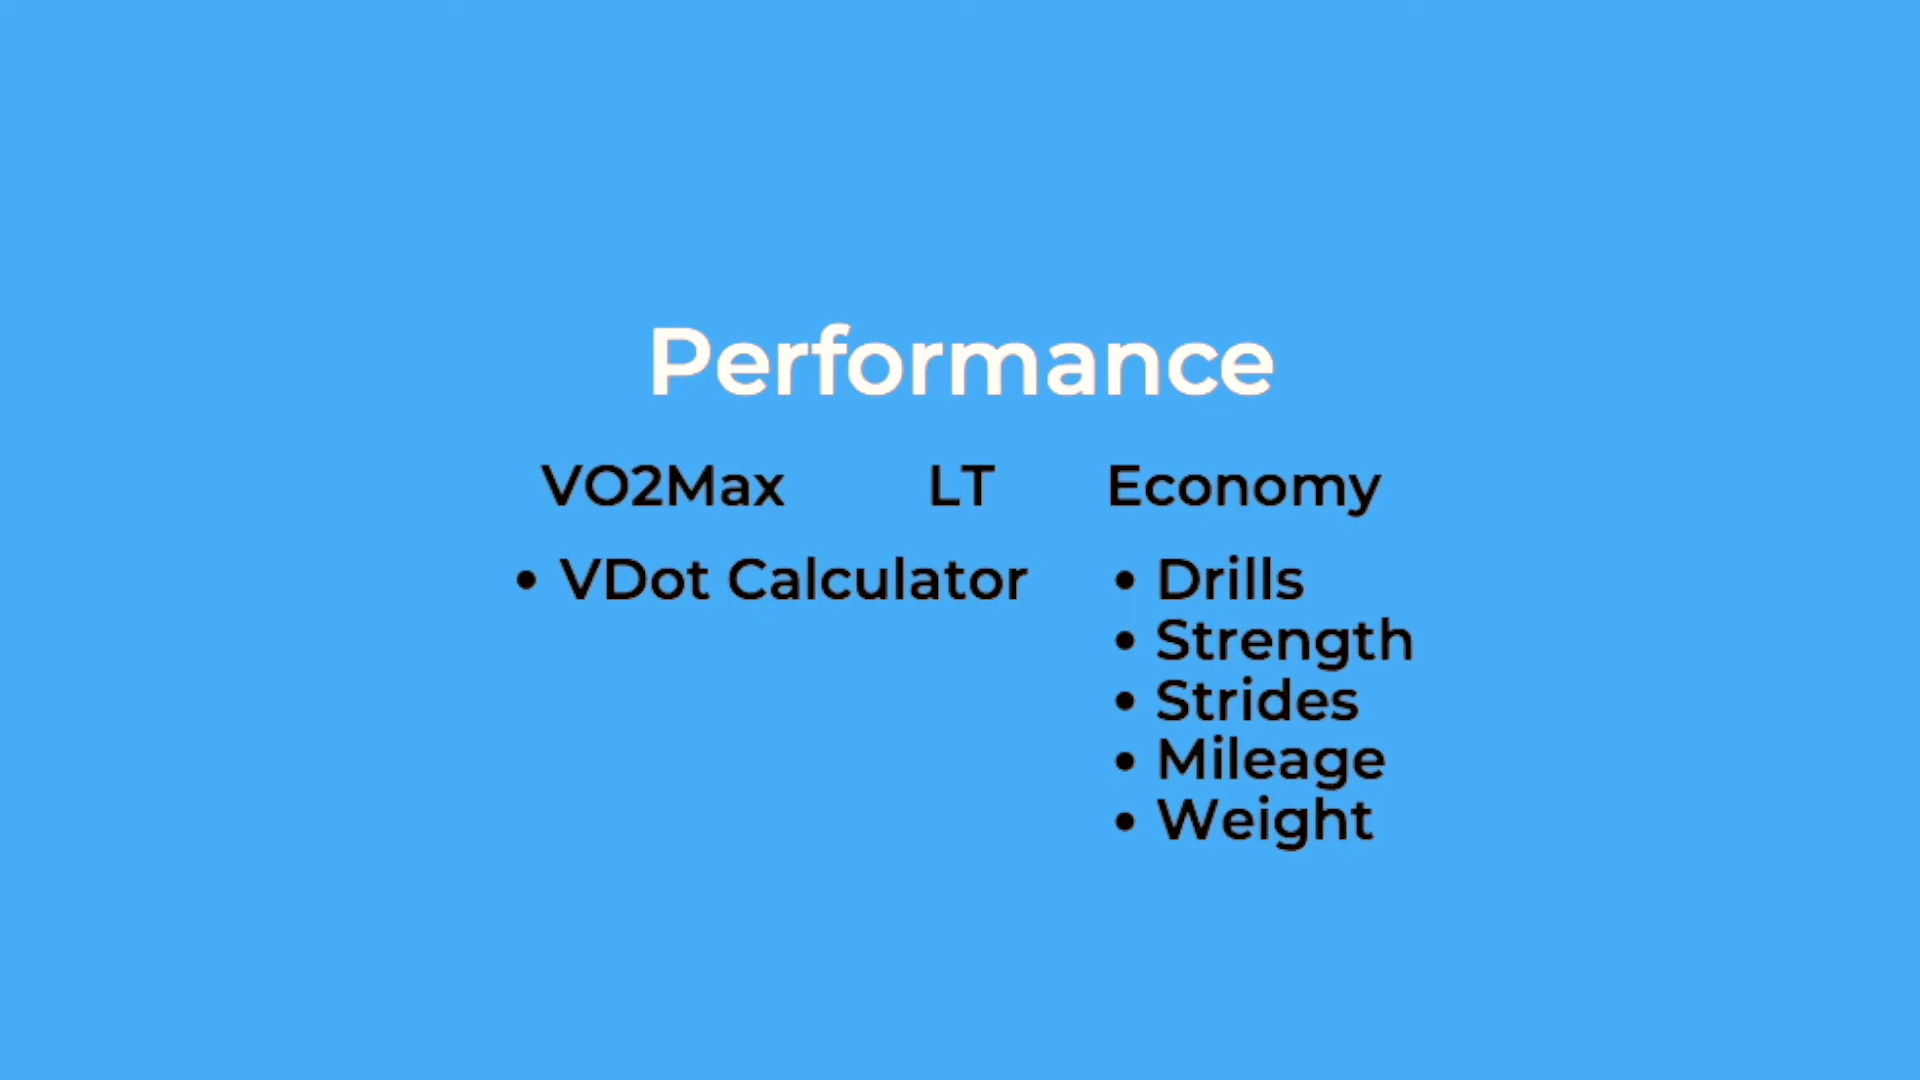 Performance
VO2Max LT Economy
• VDot Calculator
• Drills
• Strength
• Strides
• Mileage
• Weight